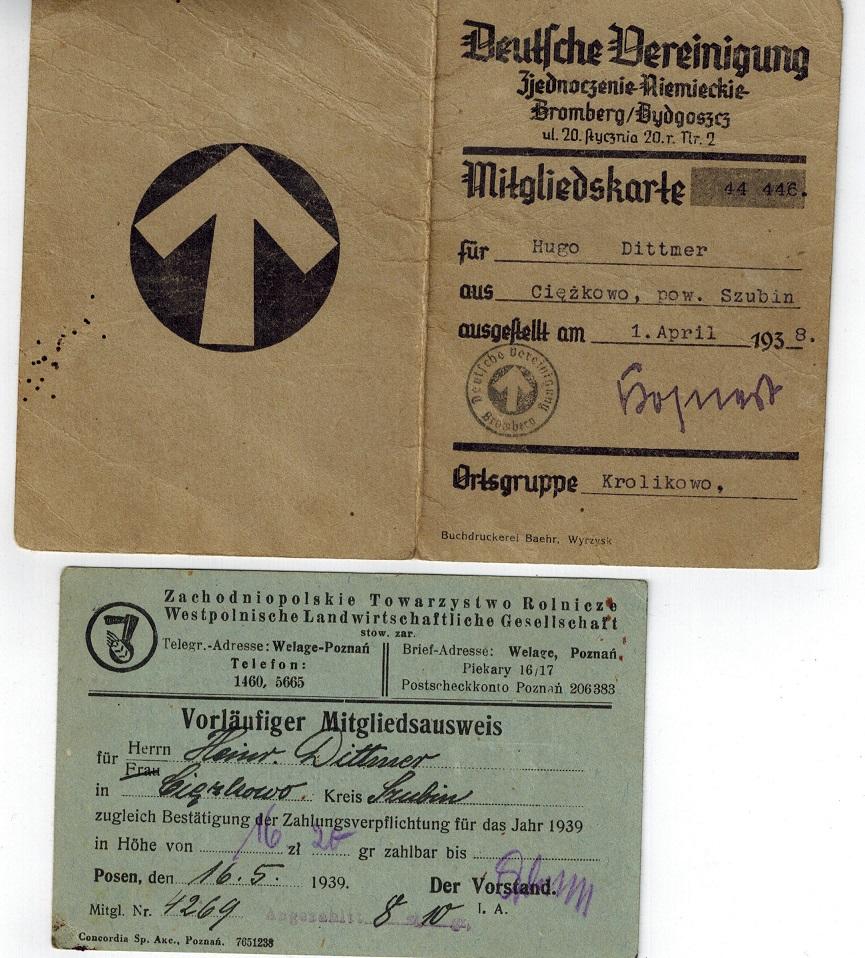 Deutsche Vereinigung
Zjednoczenie-Niemieckie-
Bromberg/Bydgoszcz
ul. 20. stycznia 20. r. Nr. 2
Mitgliedskarte 44 446.
für Hugo Dittmer
aus Ciężkowo, pow. Szubin
ausgestellt am 1. April 1938.
Deutsche Vereinigung
Bromberg
Ortsgruppe Krolikowo,
Buchdruckerei Baehr, Wyrzysk
Zachodniopolskie Towarzystwo Rolnicze
Westpolnische Landwirtschaftliche Gesellschaft
stow. zar.
Telegr.-Adresse: Welage-Poznań
Telefon:
1460, 5665
Brief-Adresse: Welage, Poznań,
Piekary 16/17
Postscheckkonto Poznań 206383
Vorläufiger Mitgliedsausweis
für Herrn Frau Heinr. Dittmer
in Ciężkowo. Kreis Szubin
zugleich Bestätigung der Zahlungsverpflichtung für das Jahr 1939
in Höhe von 16 zł 20 gr zahlbar bis
Posen, den 16. 5. 1939. Der Vorstand.
Mitgl. Nr. 4269 Angezahlt: 8 10 I. A.
Concordia Sp. Akc., Poznań. 7651238